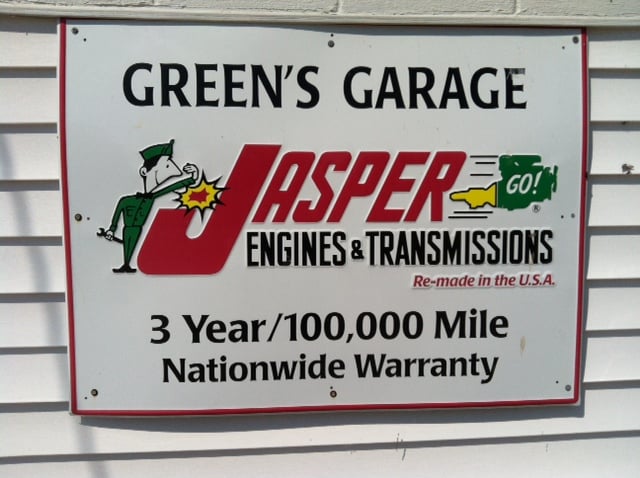 GREEN'S GARAGE
JASPER GO! ®
ENGINES & TRANSMISSIONS
Re-made in the U.S.A.
3 Year/100,000 Mile
Nationwide Warranty